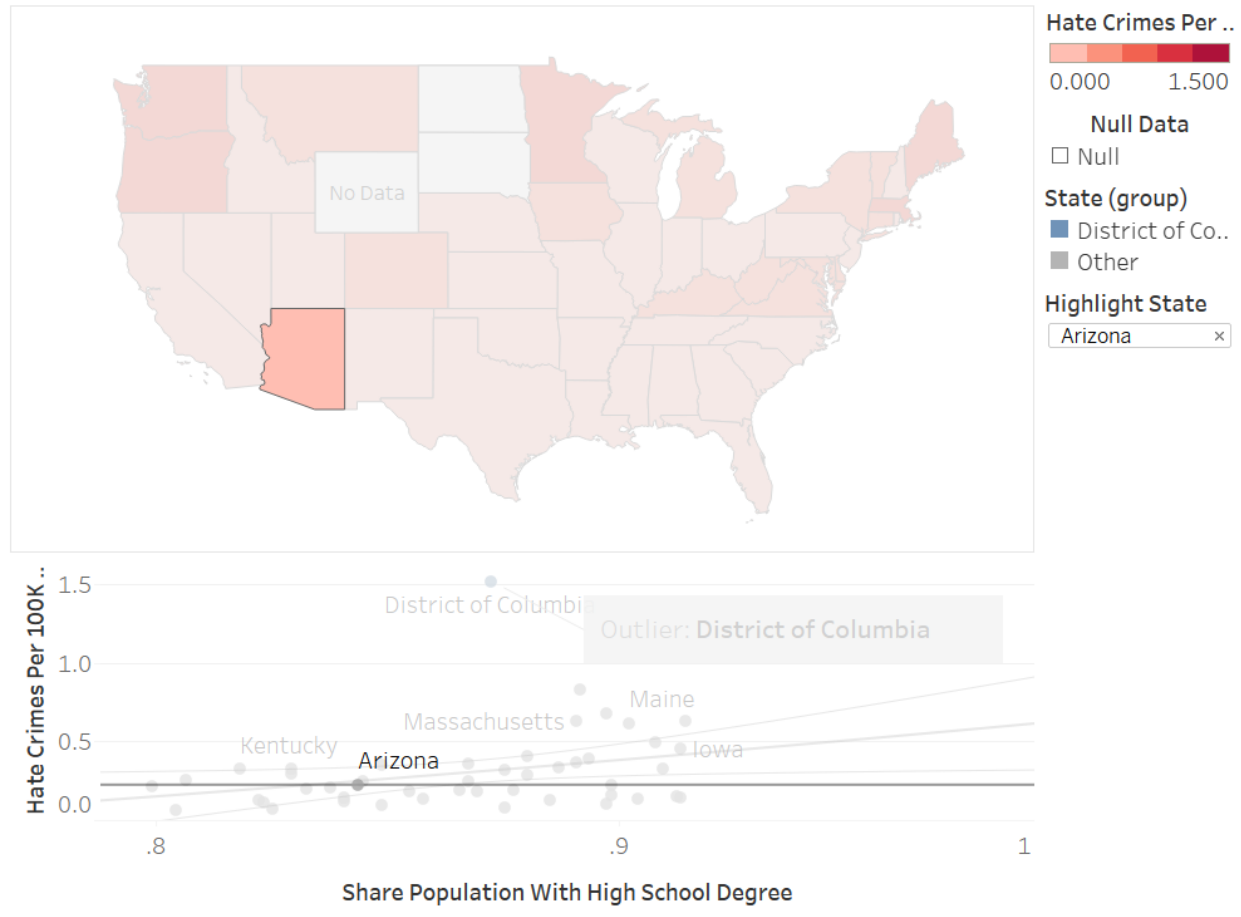 Hate Crimes Per ..
0.000 1.500
Null Data
Null
State (group)
District of Co..
Other
Highlight State
Arizona ×
No Data
Hate Crimes Per 100K ..
1.5
1.0
0.5
0.0
District of Columbia
Outlier: District of Columbia
Maine
Massachusetts
Kentucky
Iowa
Arizona
.8 .9 1
Share Population With High School Degree